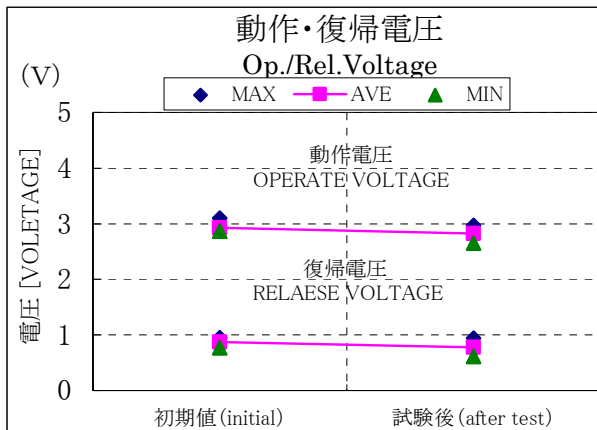 動作・復帰電圧
Op./Rel.Voltage
(V)
MAX AVE MIN
5
4
3
2
1
0
電圧 [VOLETAGE]
動作電圧
OPERATE VOLTAGE
復帰電圧
RELAESE VOLTAGE
初期値(initial) 試験後(after test)